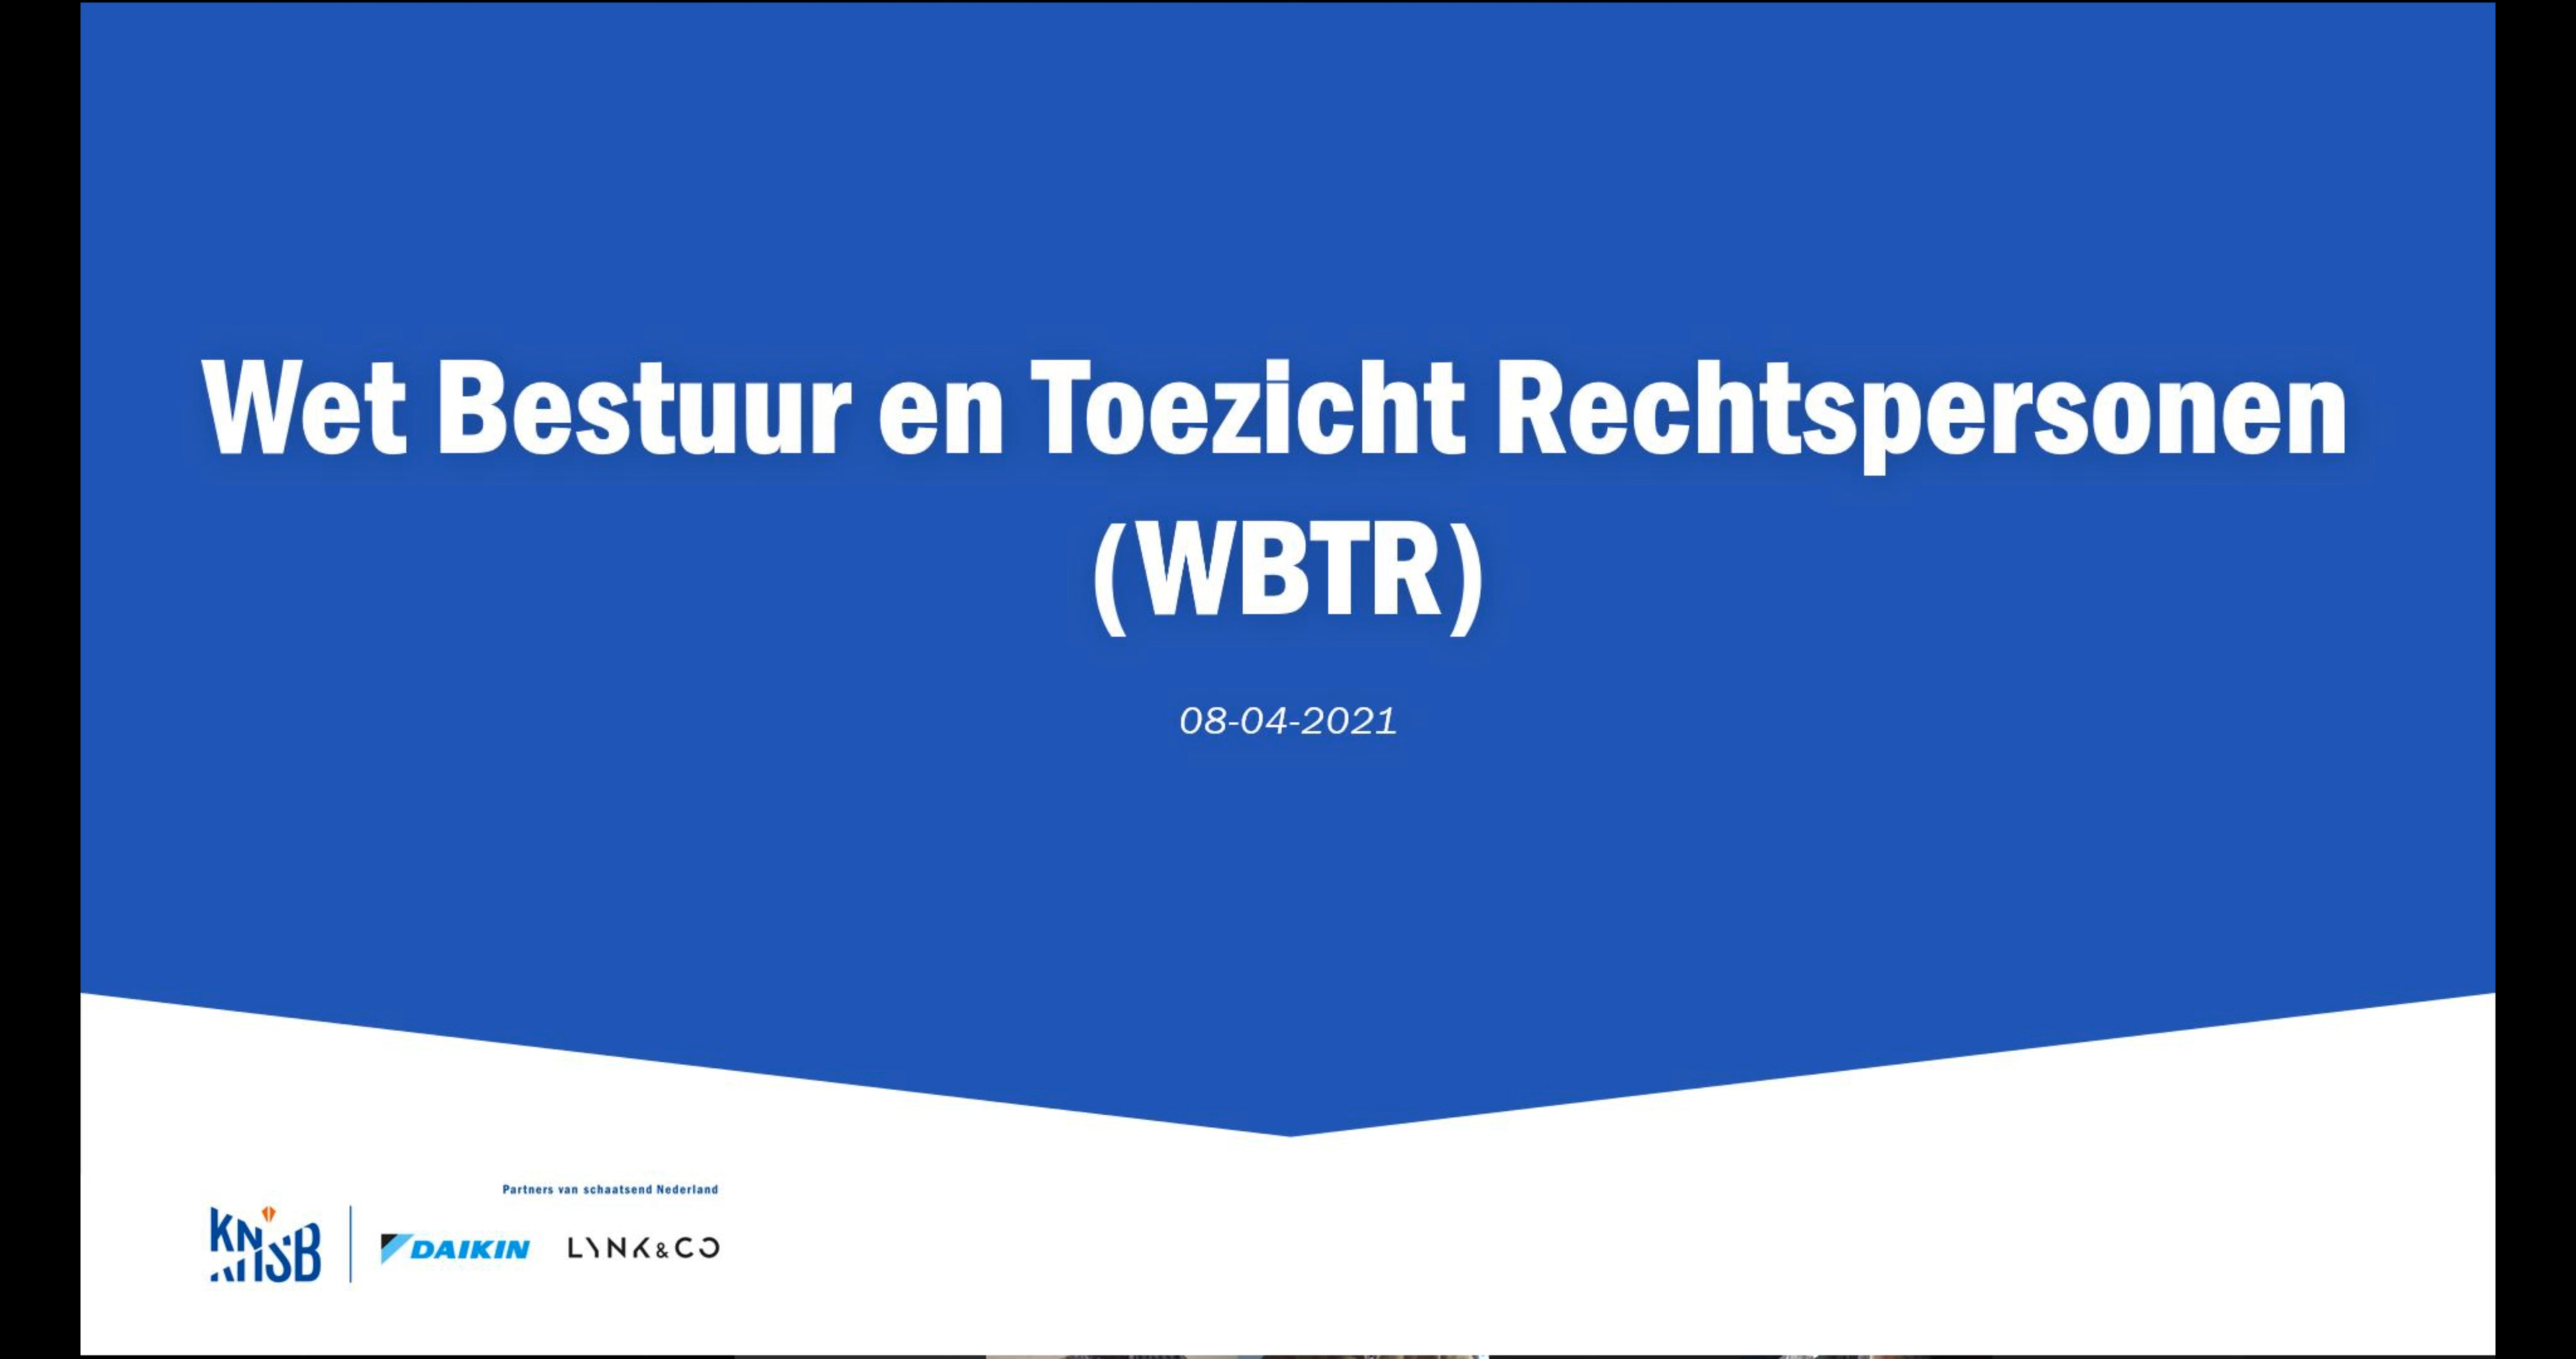 Wet Bestuur en Toezicht Rechtspersonen
(WBTR)
08-04-2021
Partners van schaatsend Nederland
KNSB
DAIKIN
LYNK&CO